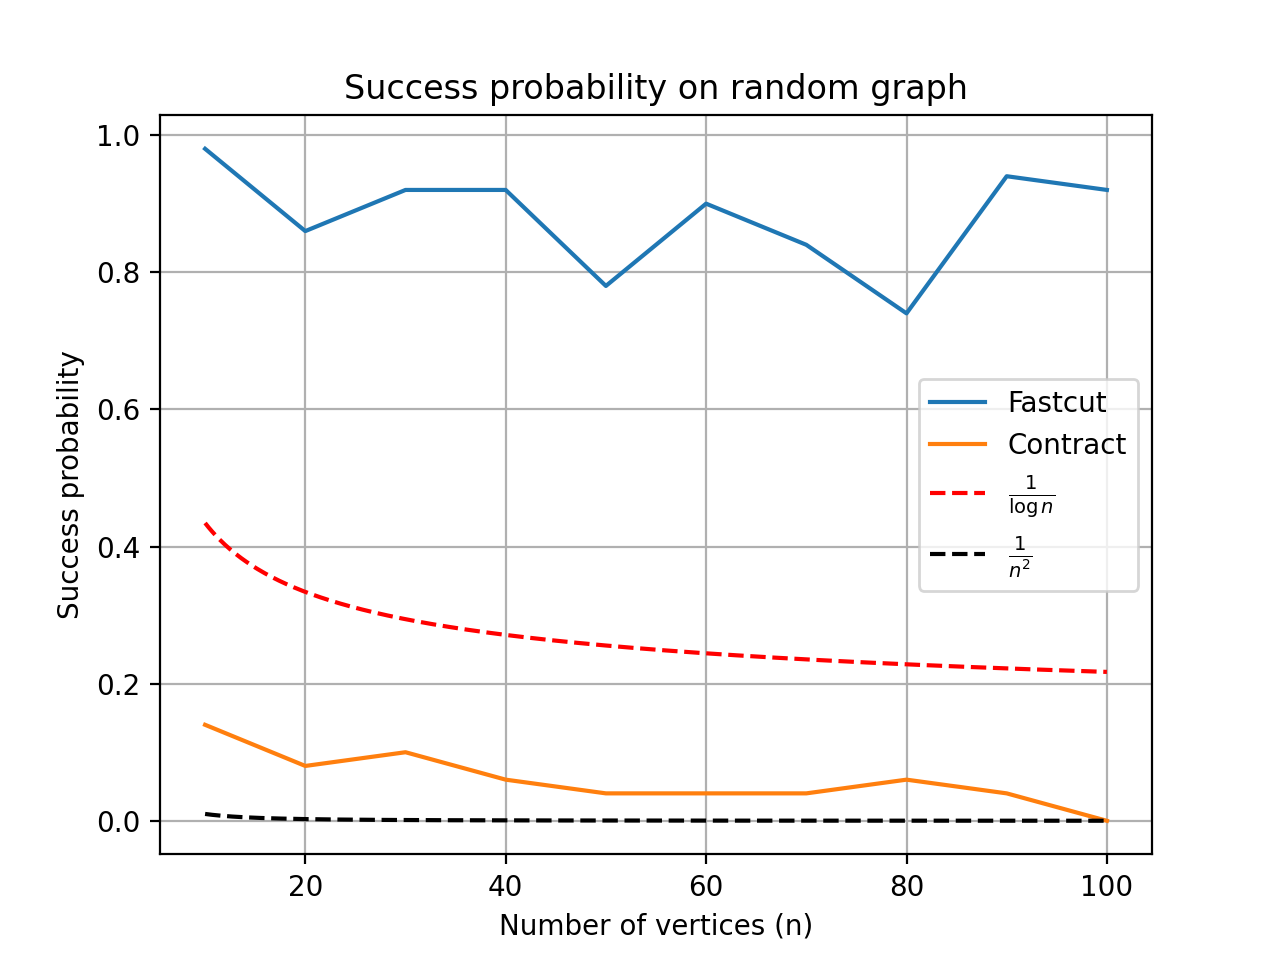 Success probability on random graph
1.0
0.8
0.6
0.4
0.2
0.0
Success probability
Fastcut
Contract
1/log n
1/n²
20 40 60 80 100
Number of vertices (n)